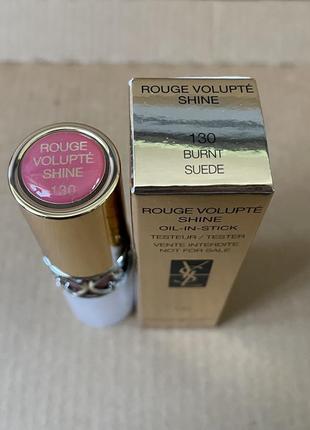 ROUGE
VOLUPTÉ
SHINE
130
ROUGE VOLUPTÉ
SHINE
130
BURNT
SUEDE
ROUGE VOLUPTÉ
SHINE
OIL-IN-STICK
TESTEUR / TESTER
VENTE INTERDITE
NOT FOR SALE
YSL